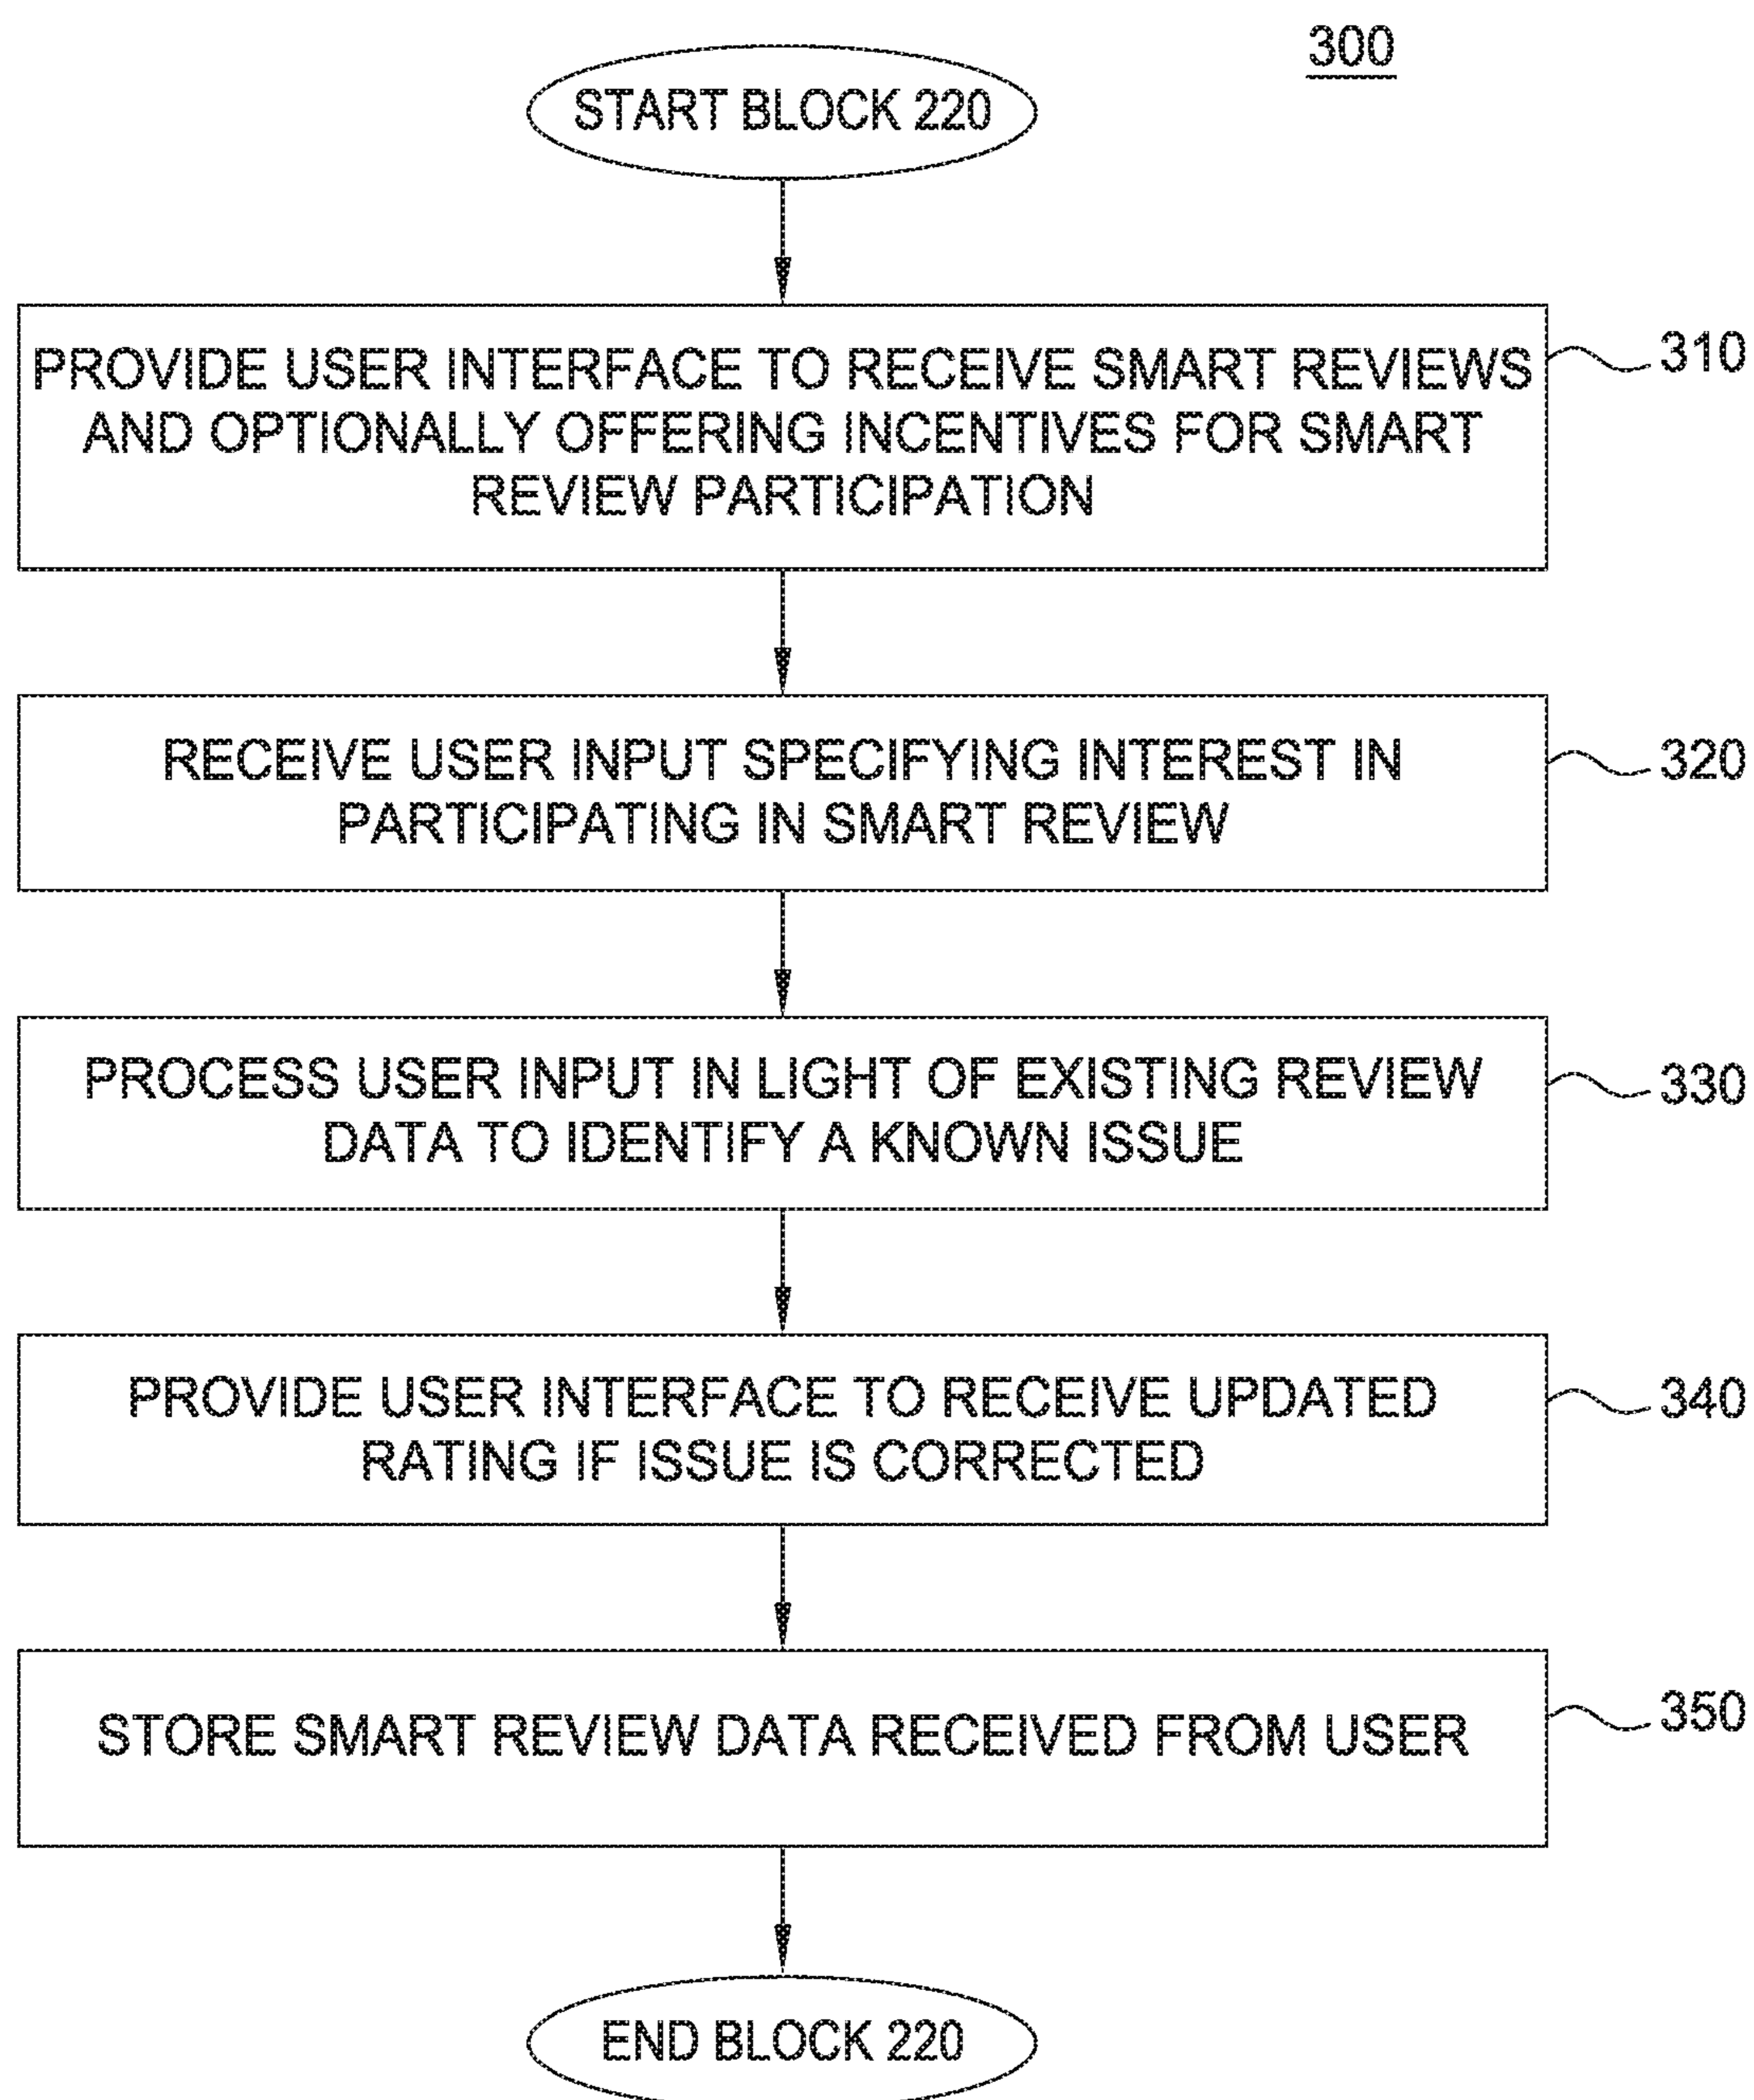 300
START BLOCK 220
PROVIDE USER INTERFACE TO RECEIVE SMART REVIEWS
AND OPTIONALLY OFFERING INCENTIVES FOR SMART
REVIEW PARTICIPATION
310
RECEIVE USER INPUT SPECIFYING INTEREST IN
PARTICIPATING IN SMART REVIEW
320
PROCESS USER INPUT IN LIGHT OF EXISTING REVIEW
DATA TO IDENTIFY A KNOWN ISSUE
330
PROVIDE USER INTERFACE TO RECEIVE UPDATED
RATING IF ISSUE IS CORRECTED
340
STORE SMART REVIEW DATA RECEIVED FROM USER
350
END BLOCK 220